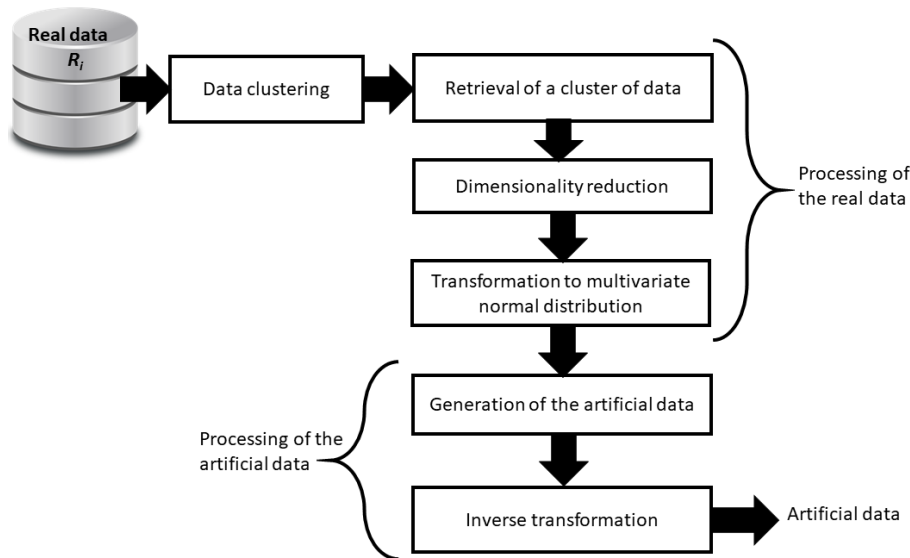 Real data
R_i
Data clustering
Retrieval of a cluster of data
Dimensionality reduction
Transformation to multivariate
normal distribution
Processing of
the real data
Generation of the artificial data
Processing of the
artificial data
Inverse transformation
Artificial data